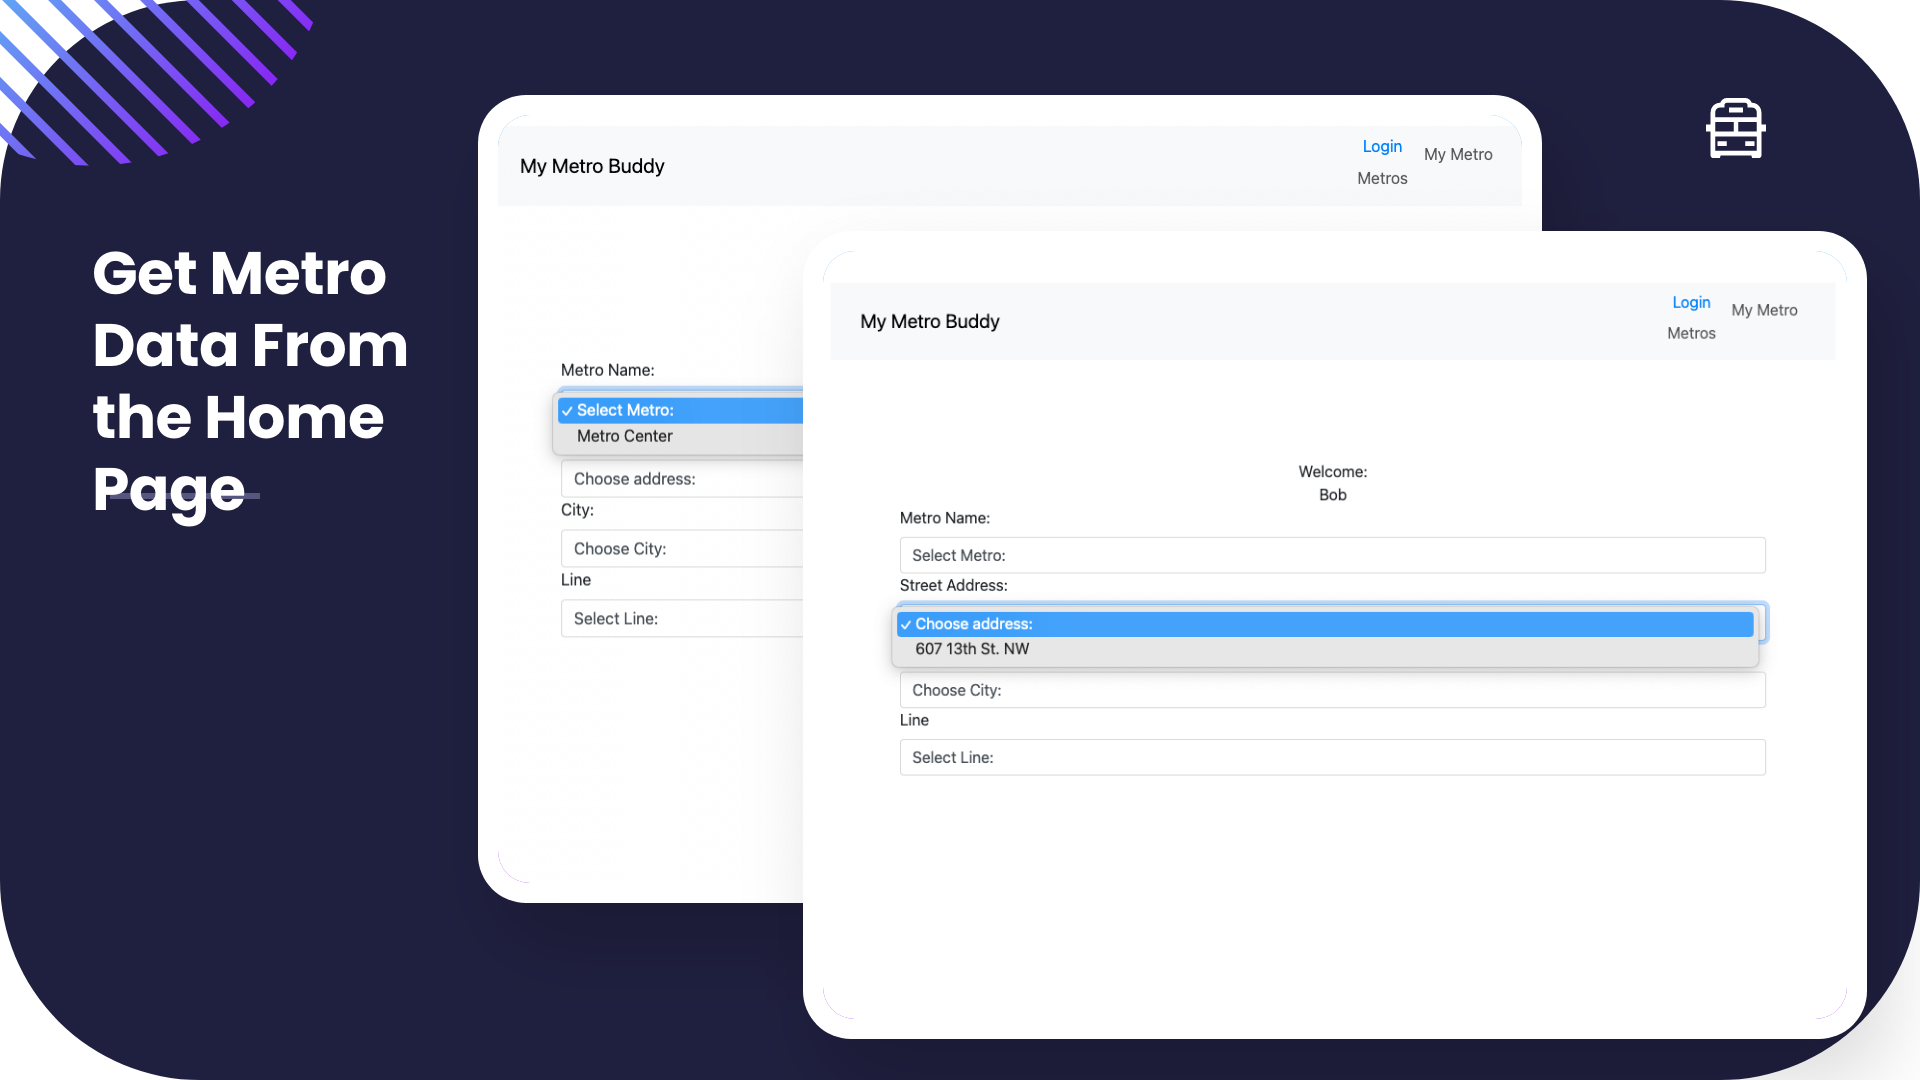 Get Metro
Data From
the Home
Page
My Metro Buddy
Login
My Metro
Metros
Metro Name:
✓ Select Metro:
Metro Center
Choose address:
City:
Choose City:
Line
Select Line:
My Metro Buddy
Login
My Metro
Metros
Welcome:
Bob
Metro Name:
Select Metro:
Street Address:
✓ Choose address:
607 13th St. NW
Choose City:
Line
Select Line: